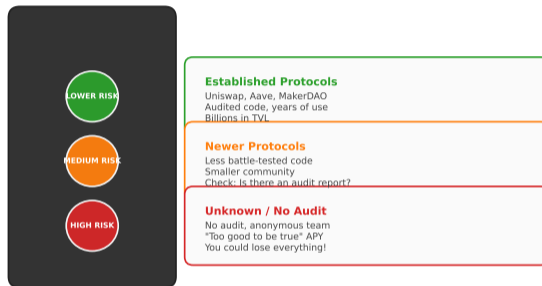 LOWER RISK
Established Protocols
Uniswap, Aave, MakerDAO
Audited code, years of use
Billions in TVL
MEDIUM RISK
Newer Protocols
Less battle-tested code
Smaller community
Check: Is there an audit report?
HIGH RISK
Unknown / No Audit
No audit, anonymous team
"Too good to be true" APY
You could lose everything!